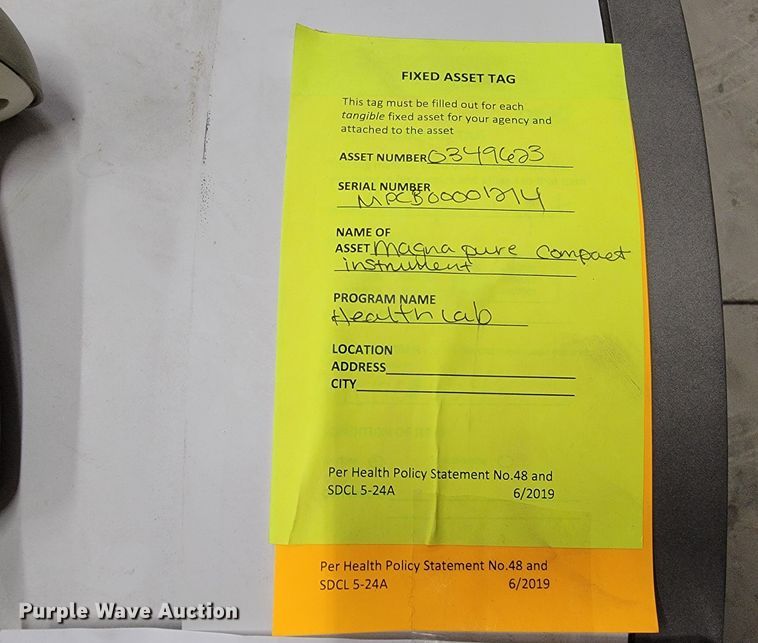 FIXED ASSET TAG
This tag must be filled out for each
tangible fixed asset for your agency and
attached to the asset
ASSET NUMBER 0349623
SERIAL NUMBER
MPCB00001214
NAME OF
ASSET magna pure compact
instrument
PROGRAM NAME
Health Lab
LOCATION
ADDRESS
CITY
Per Health Policy Statement No.48 and
SDCL 5-24A 6/2019
Per Health Policy Statement No.48 and
SDCL 5-24A 6/2019
Purple Wave Auction